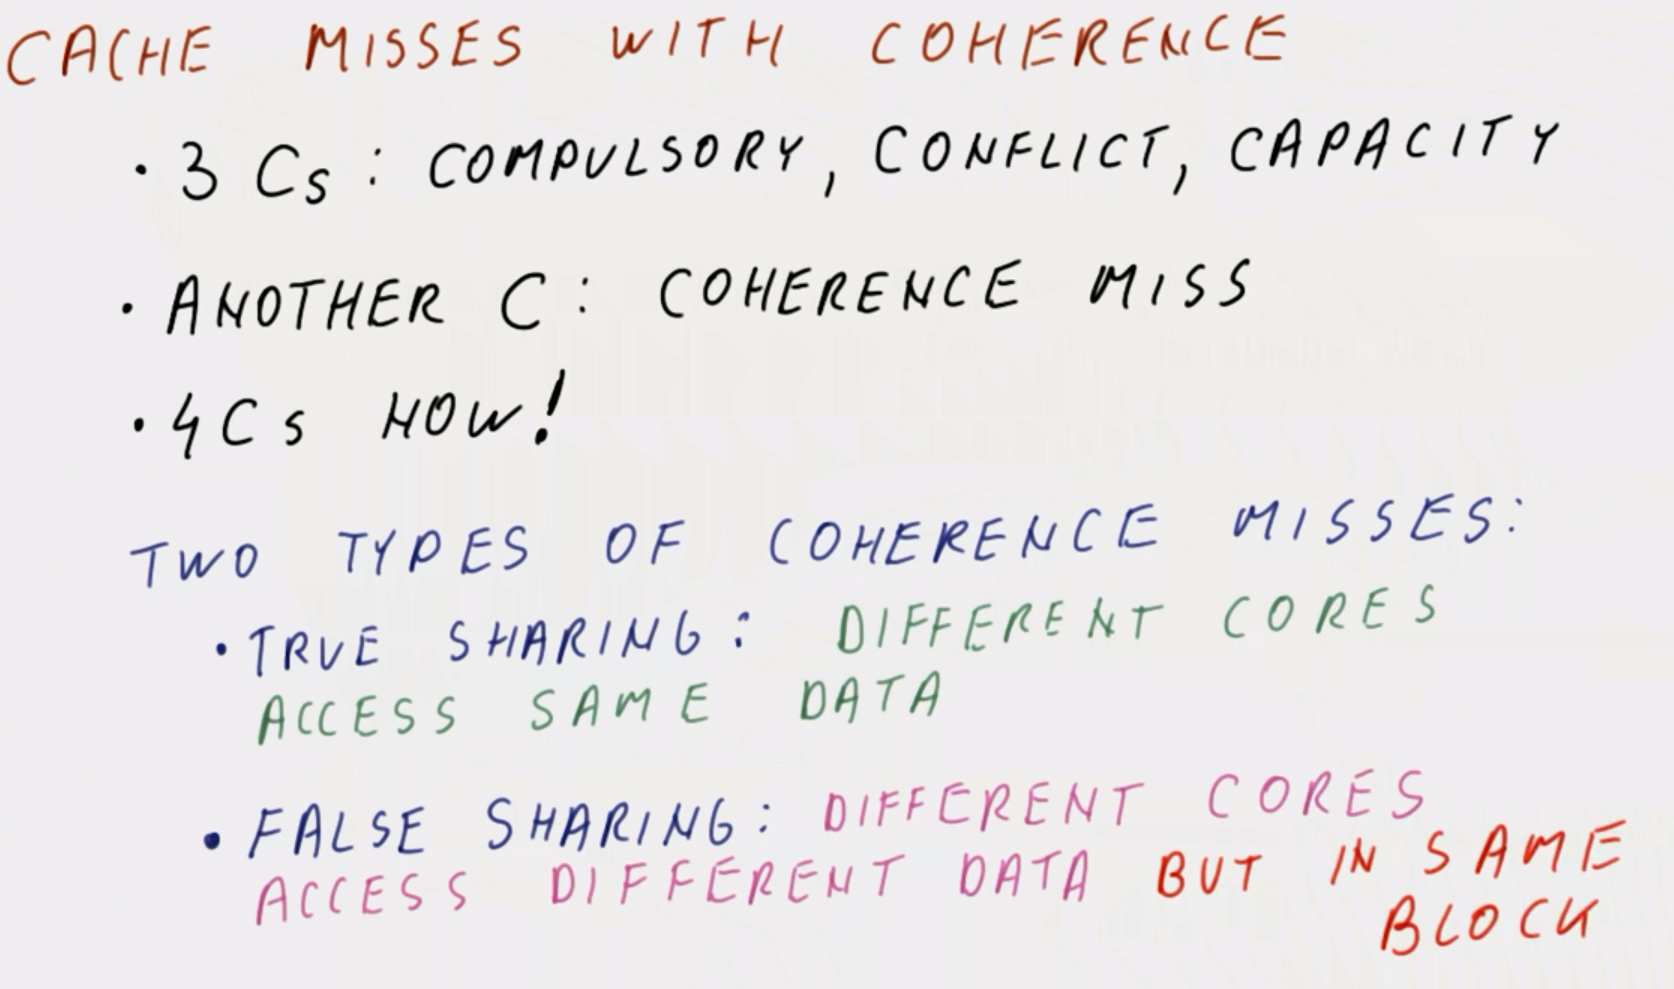 CACHE MISSES WITH COHERENCE
• 3 Cs: COMPULSORY, CONFLICT, CAPACITY
• ANOTHER C: COHERENCE MISS
• 4 Cs NOW!
TWO TYPES OF COHERENCE MISSES:
• TRUE SHARING: DIFFERENT CORES
ACCESS SAME DATA
• FALSE SHARING: DIFFERENT CORES
ACCESS DIFFERENT DATA BUT IN SAME
BLOCK